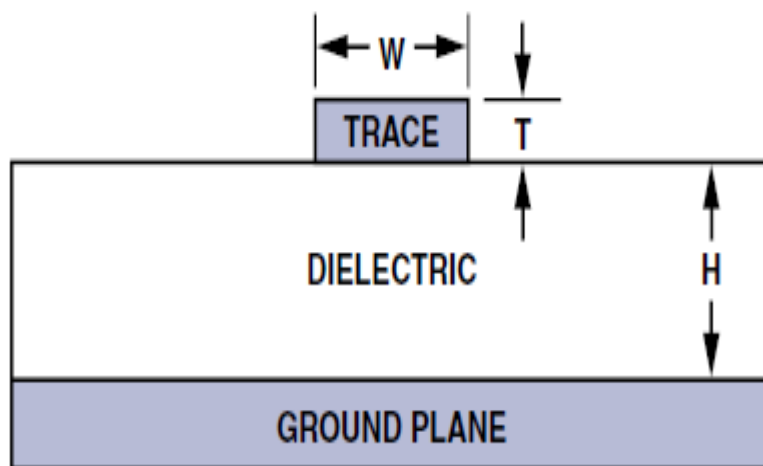 W
TRACE
T
DIELECTRIC
H
GROUND PLANE